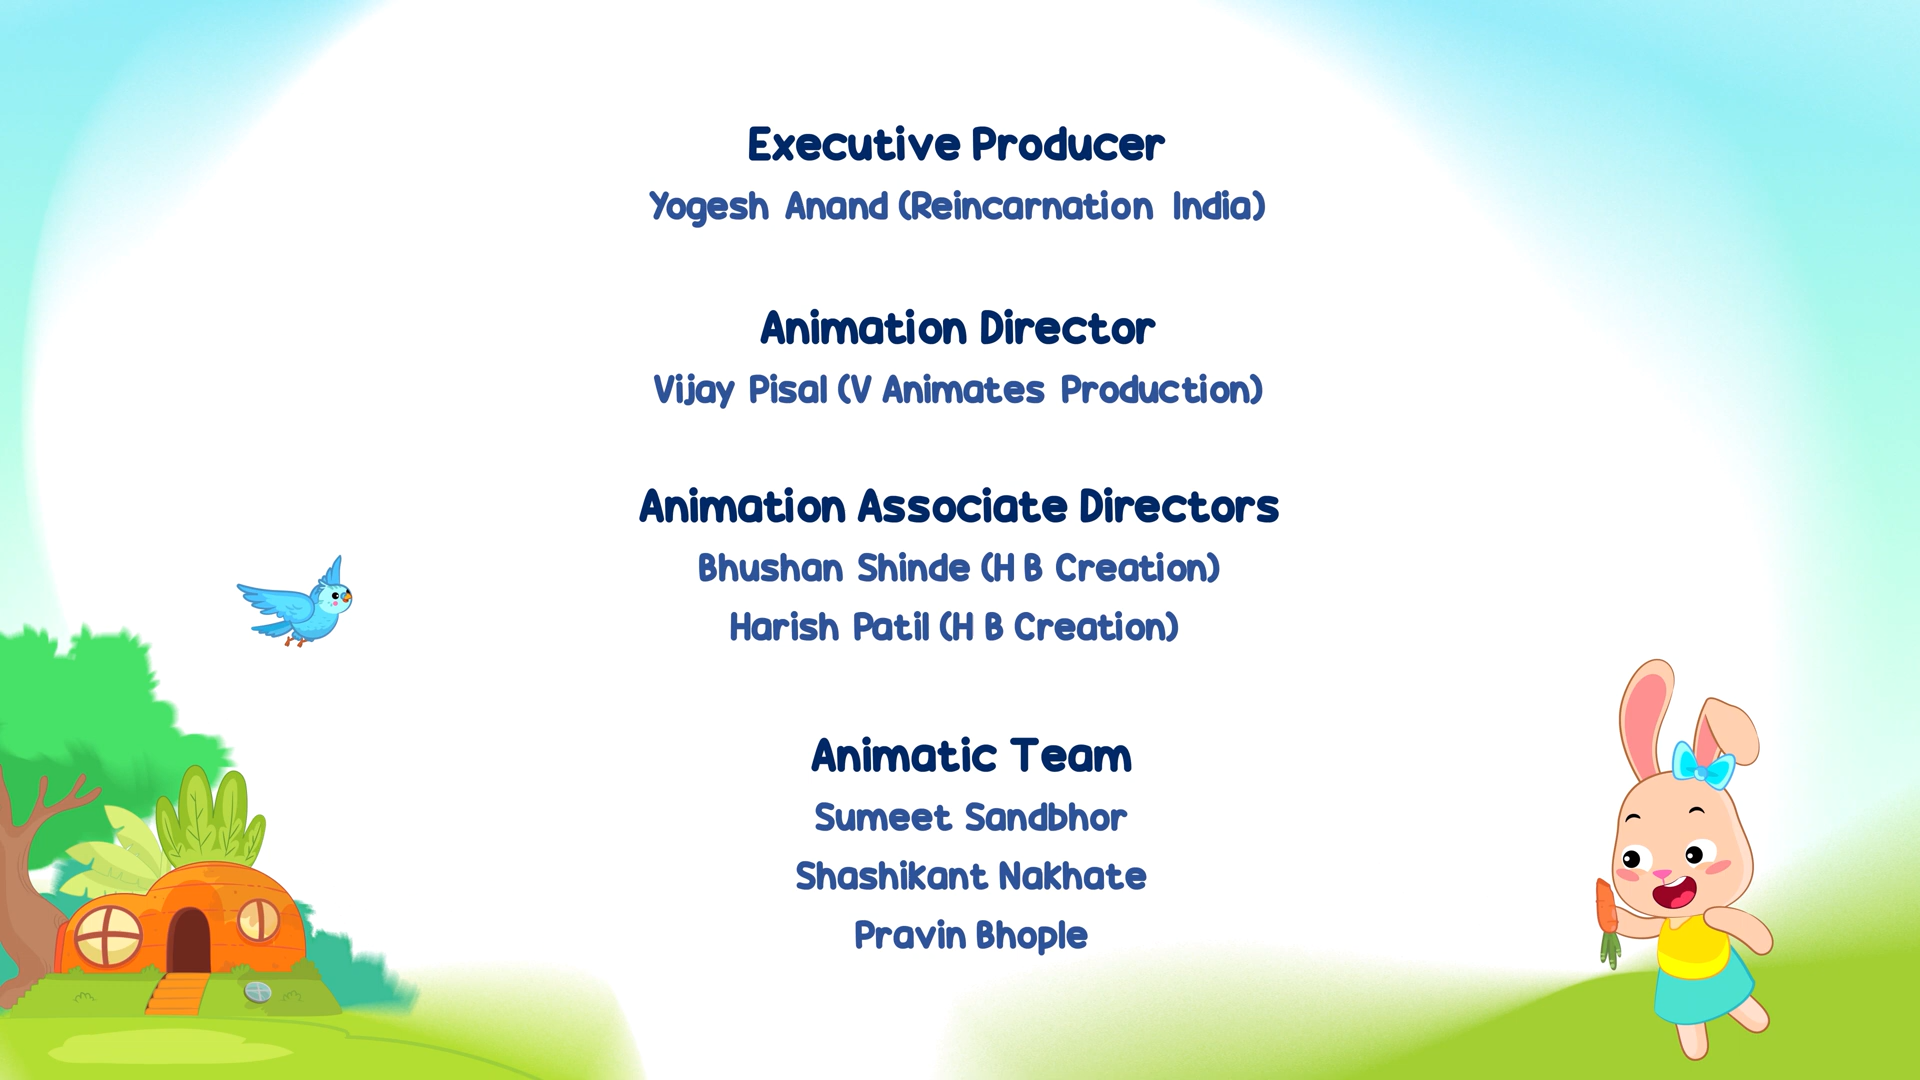 Executive Producer
Yogesh Anand (Reincarnation India)
Animation Director
Vijay Pisal (V Animates Production)
Animation Associate Directors
Bhushan Shinde (H B Creation)
Harish Patil (H B Creation)
Animatic Team
Sumeet Sandbhor
Shashikant Nakhate
Pravin Bhople